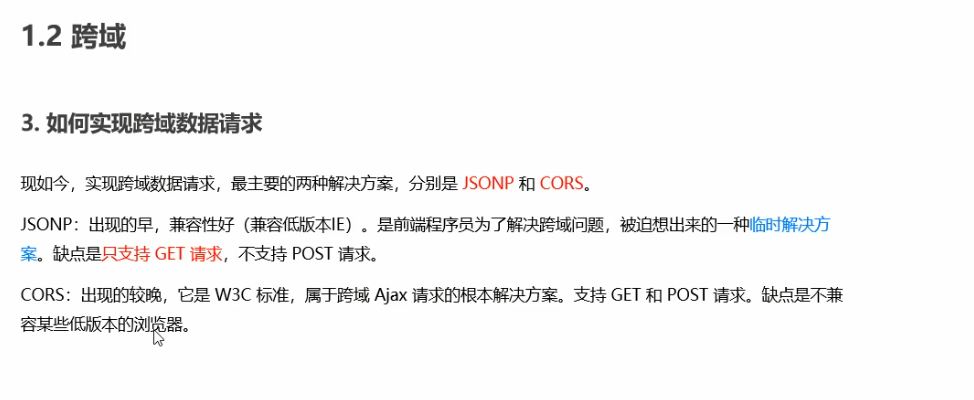 1.2 跨域
3. 如何实现跨域数据请求
现如今，实现跨域数据请求，最主要的两种解决方案，分别是 JSONP 和 CORS。
JSONP：出现的早，兼容性好（兼容低版本IE）。是前端程序员为了解决跨域问题，被迫想出来的一种临时解决方
案。缺点是只支持 GET 请求，不支持 POST 请求。
CORS：出现的较晚，它是 W3C 标准，属于跨域 Ajax 请求的根本解决方案。支持 GET 和 POST 请求。缺点是不兼
容某些低版本的浏览器。